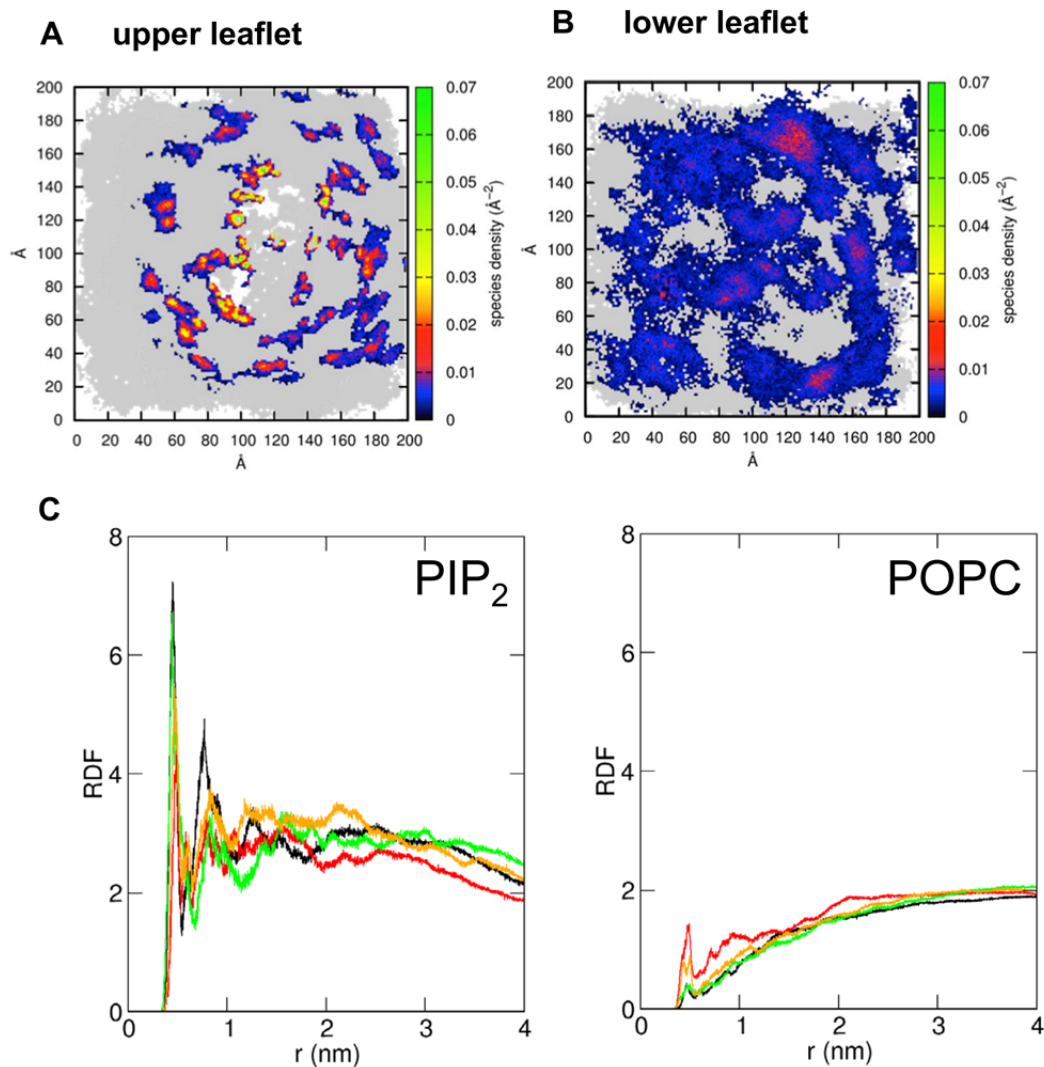 A upper leaflet
B lower leaflet
200
180
160
140
120
100
80
60
40
20
0
Å
0 20 40 60 80 100 120 140 160 180 200
Å
0.07
0.06
0.05
0.04
0.03
0.02
0.01
0
species density (Å⁻²)
200
180
160
140
120
100
80
60
40
20
0
Å
0 20 40 60 80 100 120 140 160 180 200
Å
0.07
0.06
0.05
0.04
0.03
0.02
0.01
0
species density (Å⁻²)
C
PIP₂
8
6
4
2
0
RDF
0 1 2 3 4
r (nm)
POPC
8
6
4
2
0
RDF
0 1 2 3 4
r (nm)